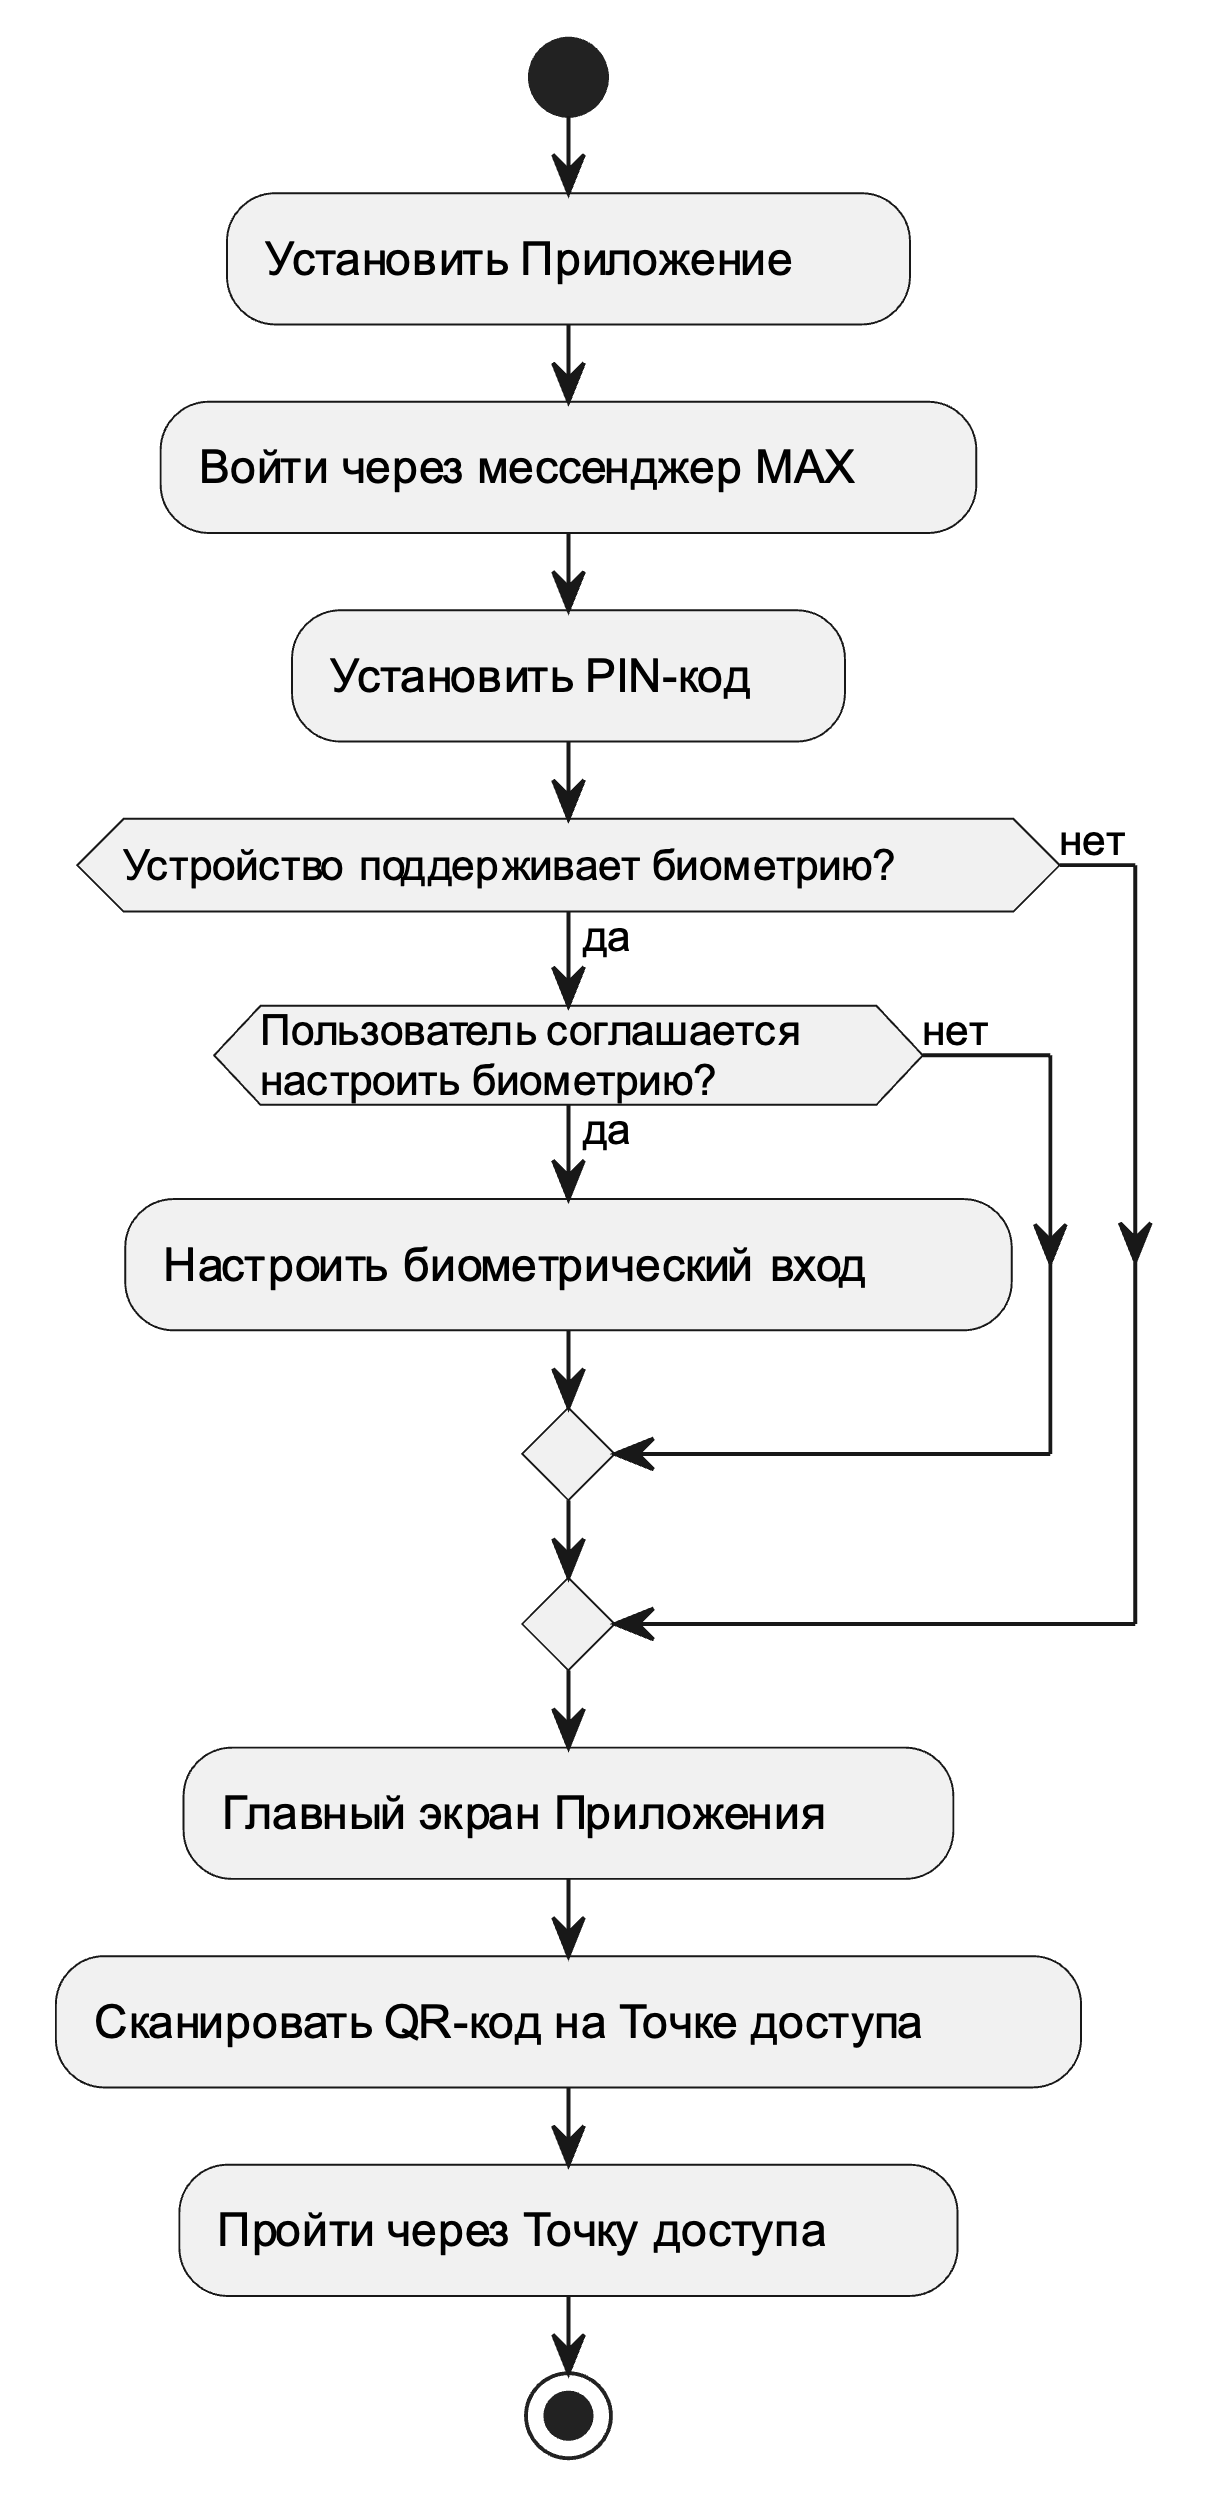 Установить Приложение
Войти через мессенджер MAX
Установить PIN-код
Устройство поддерживает биометрию?
нет
да
Пользователь соглашается
настроить биометрию?
нет
да
Настроить биометрический вход
Главный экран Приложения
Сканировать QR-код на Точке доступа
Пройти через Точку доступа